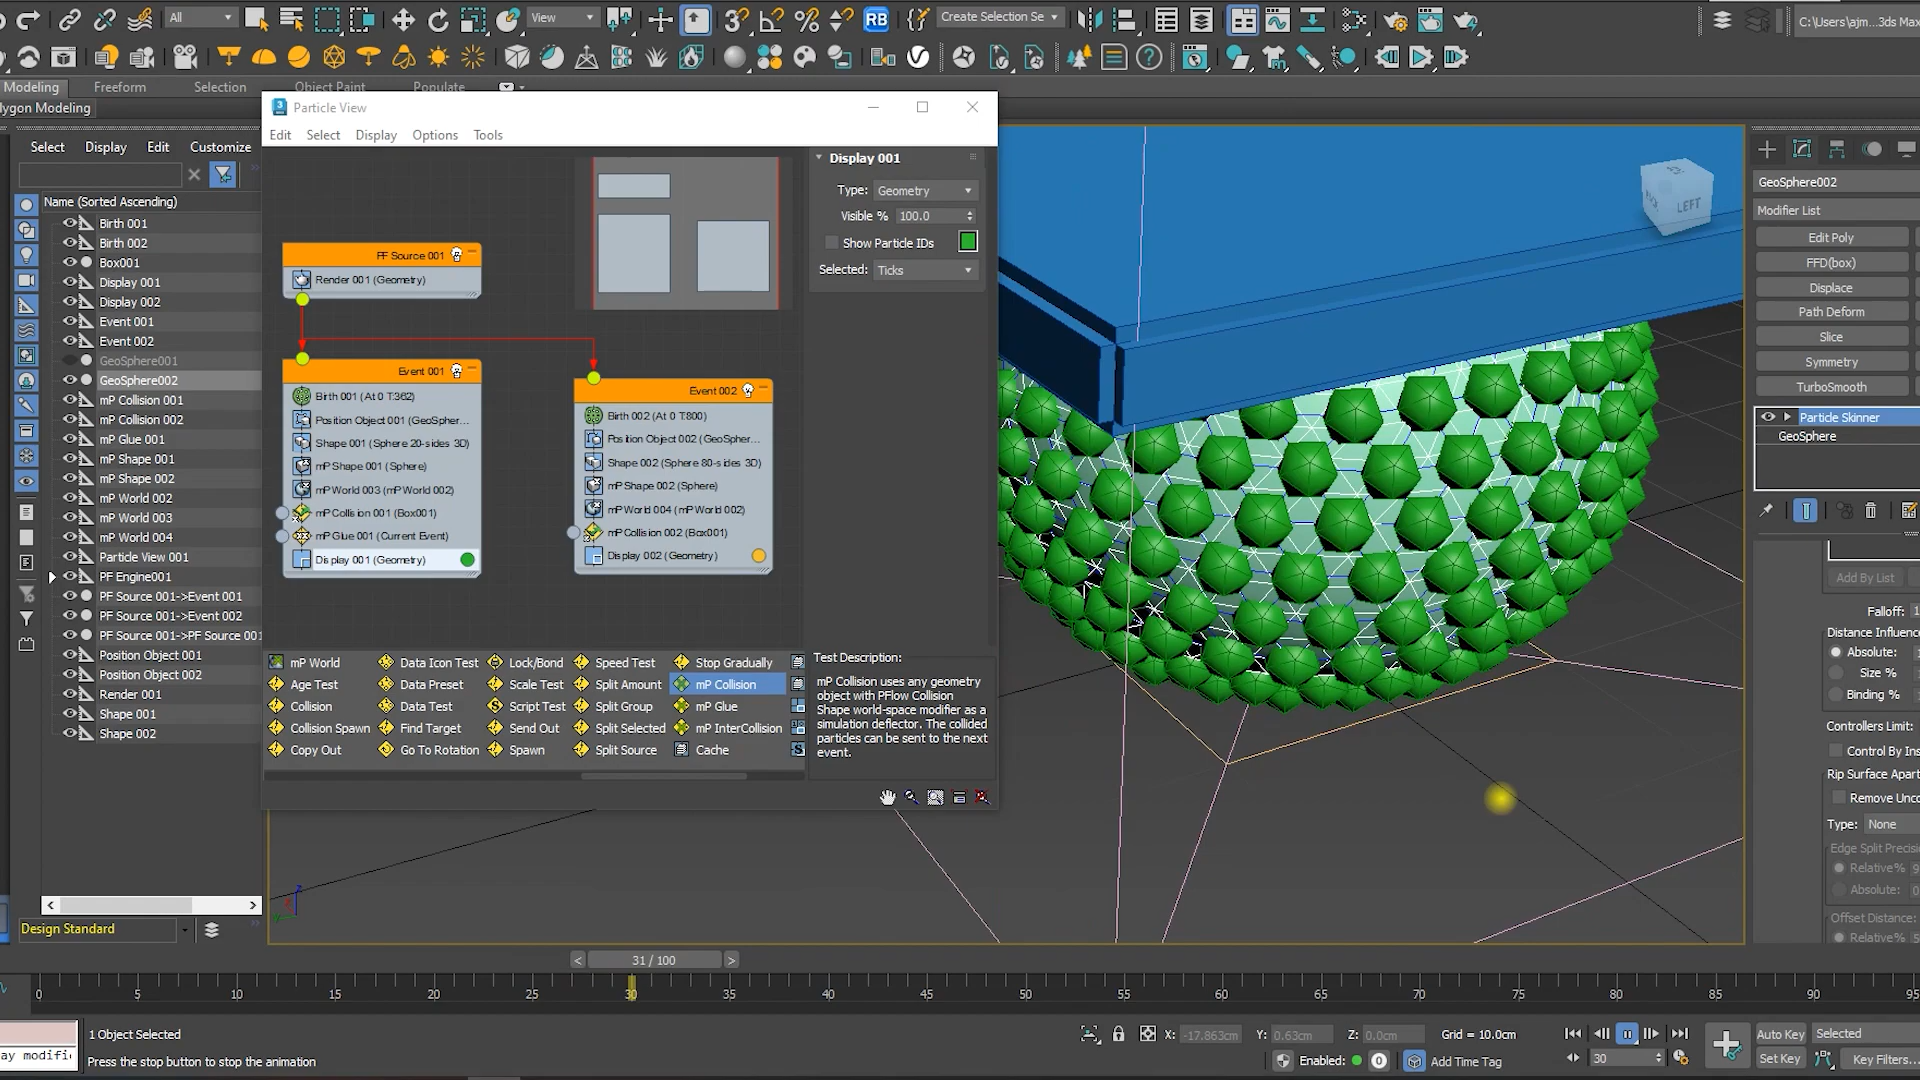 All
View
3
RB
Create Selection Se
C:\Users\ajm...3ds Max
Modeling
Freeform
Selection
Object Paint
Populate
lygon Modeling
Particle View
Edit
Select
Display
Options
Tools
Select
Display
Edit
Customize
Name (Sorted Ascending)
Birth 001
Birth 002
Box001
Display 001
Display 002
Event 001
Event 002
GeoSphere001
GeoSphere002
mP Collision 001
mP Collision 002
mP Glue 001
mP Shape 001
mP Shape 002
mP World 002
mP World 003
mP World 004
Particle View 001
PF Engine001
PF Source 001->Event 001
PF Source 001->Event 002
PF Source 001->PF Source 001
Position Object 001
Position Object 002
Render 001
Shape 001
Shape 002
Design Standard
PF Source 001
Render 001 (Geometry)
Event 001
Birth 001 (At 0 T:362)
Position Object 001 (GeoSpher...
Shape 001 (Sphere 20-sides 3D)
mP Shape 001 (Sphere)
mP World 003 (mP World 002)
mP Collision 001 (Box001)
mP Glue 001 (Current Event)
Display 001 (Geometry)
Event 002
Birth 002 (At 0 T:800)
Position Object 002 (GeoSpher...
Shape 002 (Sphere 80-sides 3D)
mP Shape 002 (Sphere)
mP World 004 (mP World 002)
mP Collision 002 (Box001)
Display 002 (Geometry)
Display 001
Type: Geometry
Visible % 100.0
Show Particle IDs
Selected: Ticks
mP World
Data Icon Test
Lock/Bond
Speed Test
Stop Gradually
Age Test
Data Preset
Scale Test
Split Amount
mP Collision
Collision
Data Test
Script Test
Split Group
mP Glue
Collision Spawn
Find Target
Send Out
Split Selected
mP InterCollision
Copy Out
Go To Rotation
Spawn
Split Source
Cache
Test Description:
mP Collision uses any geometry
object with PFlow Collision
Shape world-space modifier as a
simulation deflector. The collided
particles can be sent to the next
event.
LEFT
GeoSphere002
Modifier List
Edit Poly
FFD(box)
Displace
Path Deform
Slice
Symmetry
TurboSmooth
Particle Skinner
GeoSphere
Add By List
Falloff: 1
Distance Influenc
Absolute:
Size %
Binding %
Controllers Limit:
Control By Ins
Rip Surface Apart
Remove Unco
Type: None
Edge Split Precisio
Relative% 9
Absolute: 0
Offset Distance:
Relative% 5
< 31 / 100 >
0 5 10 15 20 25 30 35 40 45 50 55 60 65 70 75 80 85 90 95
ay modifi
1 Object Selected
Press the stop button to stop the animation
X: -17.863cm Y: 0.63cm Z: 0.0cm Grid = 10.0cm
Enabled: 0 Add Time Tag
30
Auto Key
Selected
Set Key
Key Filters...